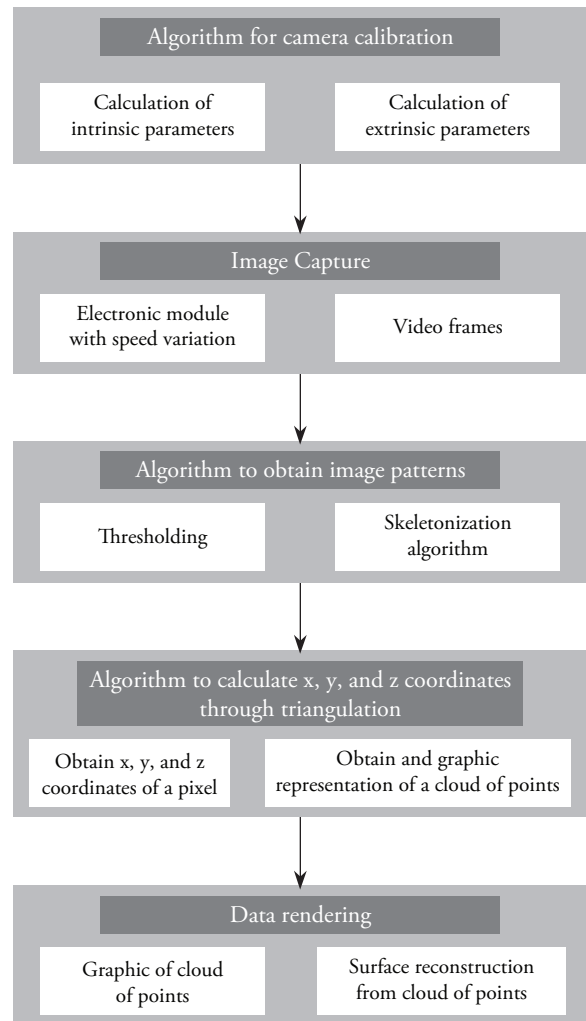 Algorithm for camera calibration
Calculation of
intrinsic parameters
Calculation of
extrinsic parameters
Image Capture
Electronic module
with speed variation
Video frames
Algorithm to obtain image patterns
Thresholding
Skeletonization
algorithm
Algorithm to calculate x, y, and z coordinates
through triangulation
Obtain x, y, and z
coordinates of a pixel
Obtain and graphic
representation of a cloud of points
Data rendering
Graphic of cloud
of points
Surface reconstruction
from cloud of points